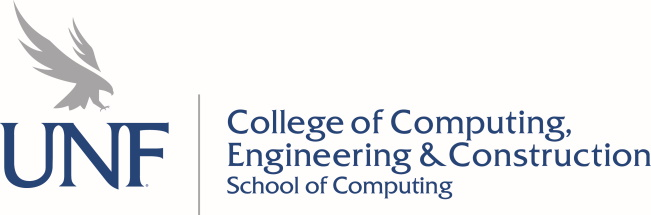 UNF
College of Computing,
Engineering & Construction
School of Computing